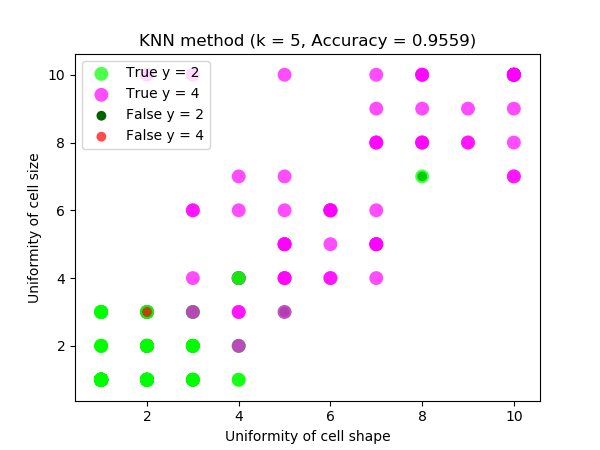 KNN method (k = 5, Accuracy = 0.9559)
True y = 2
True y = 4
False y = 2
False y = 4
10
8
6
4
2
Uniformity of cell size
2 4 6 8 10
Uniformity of cell shape